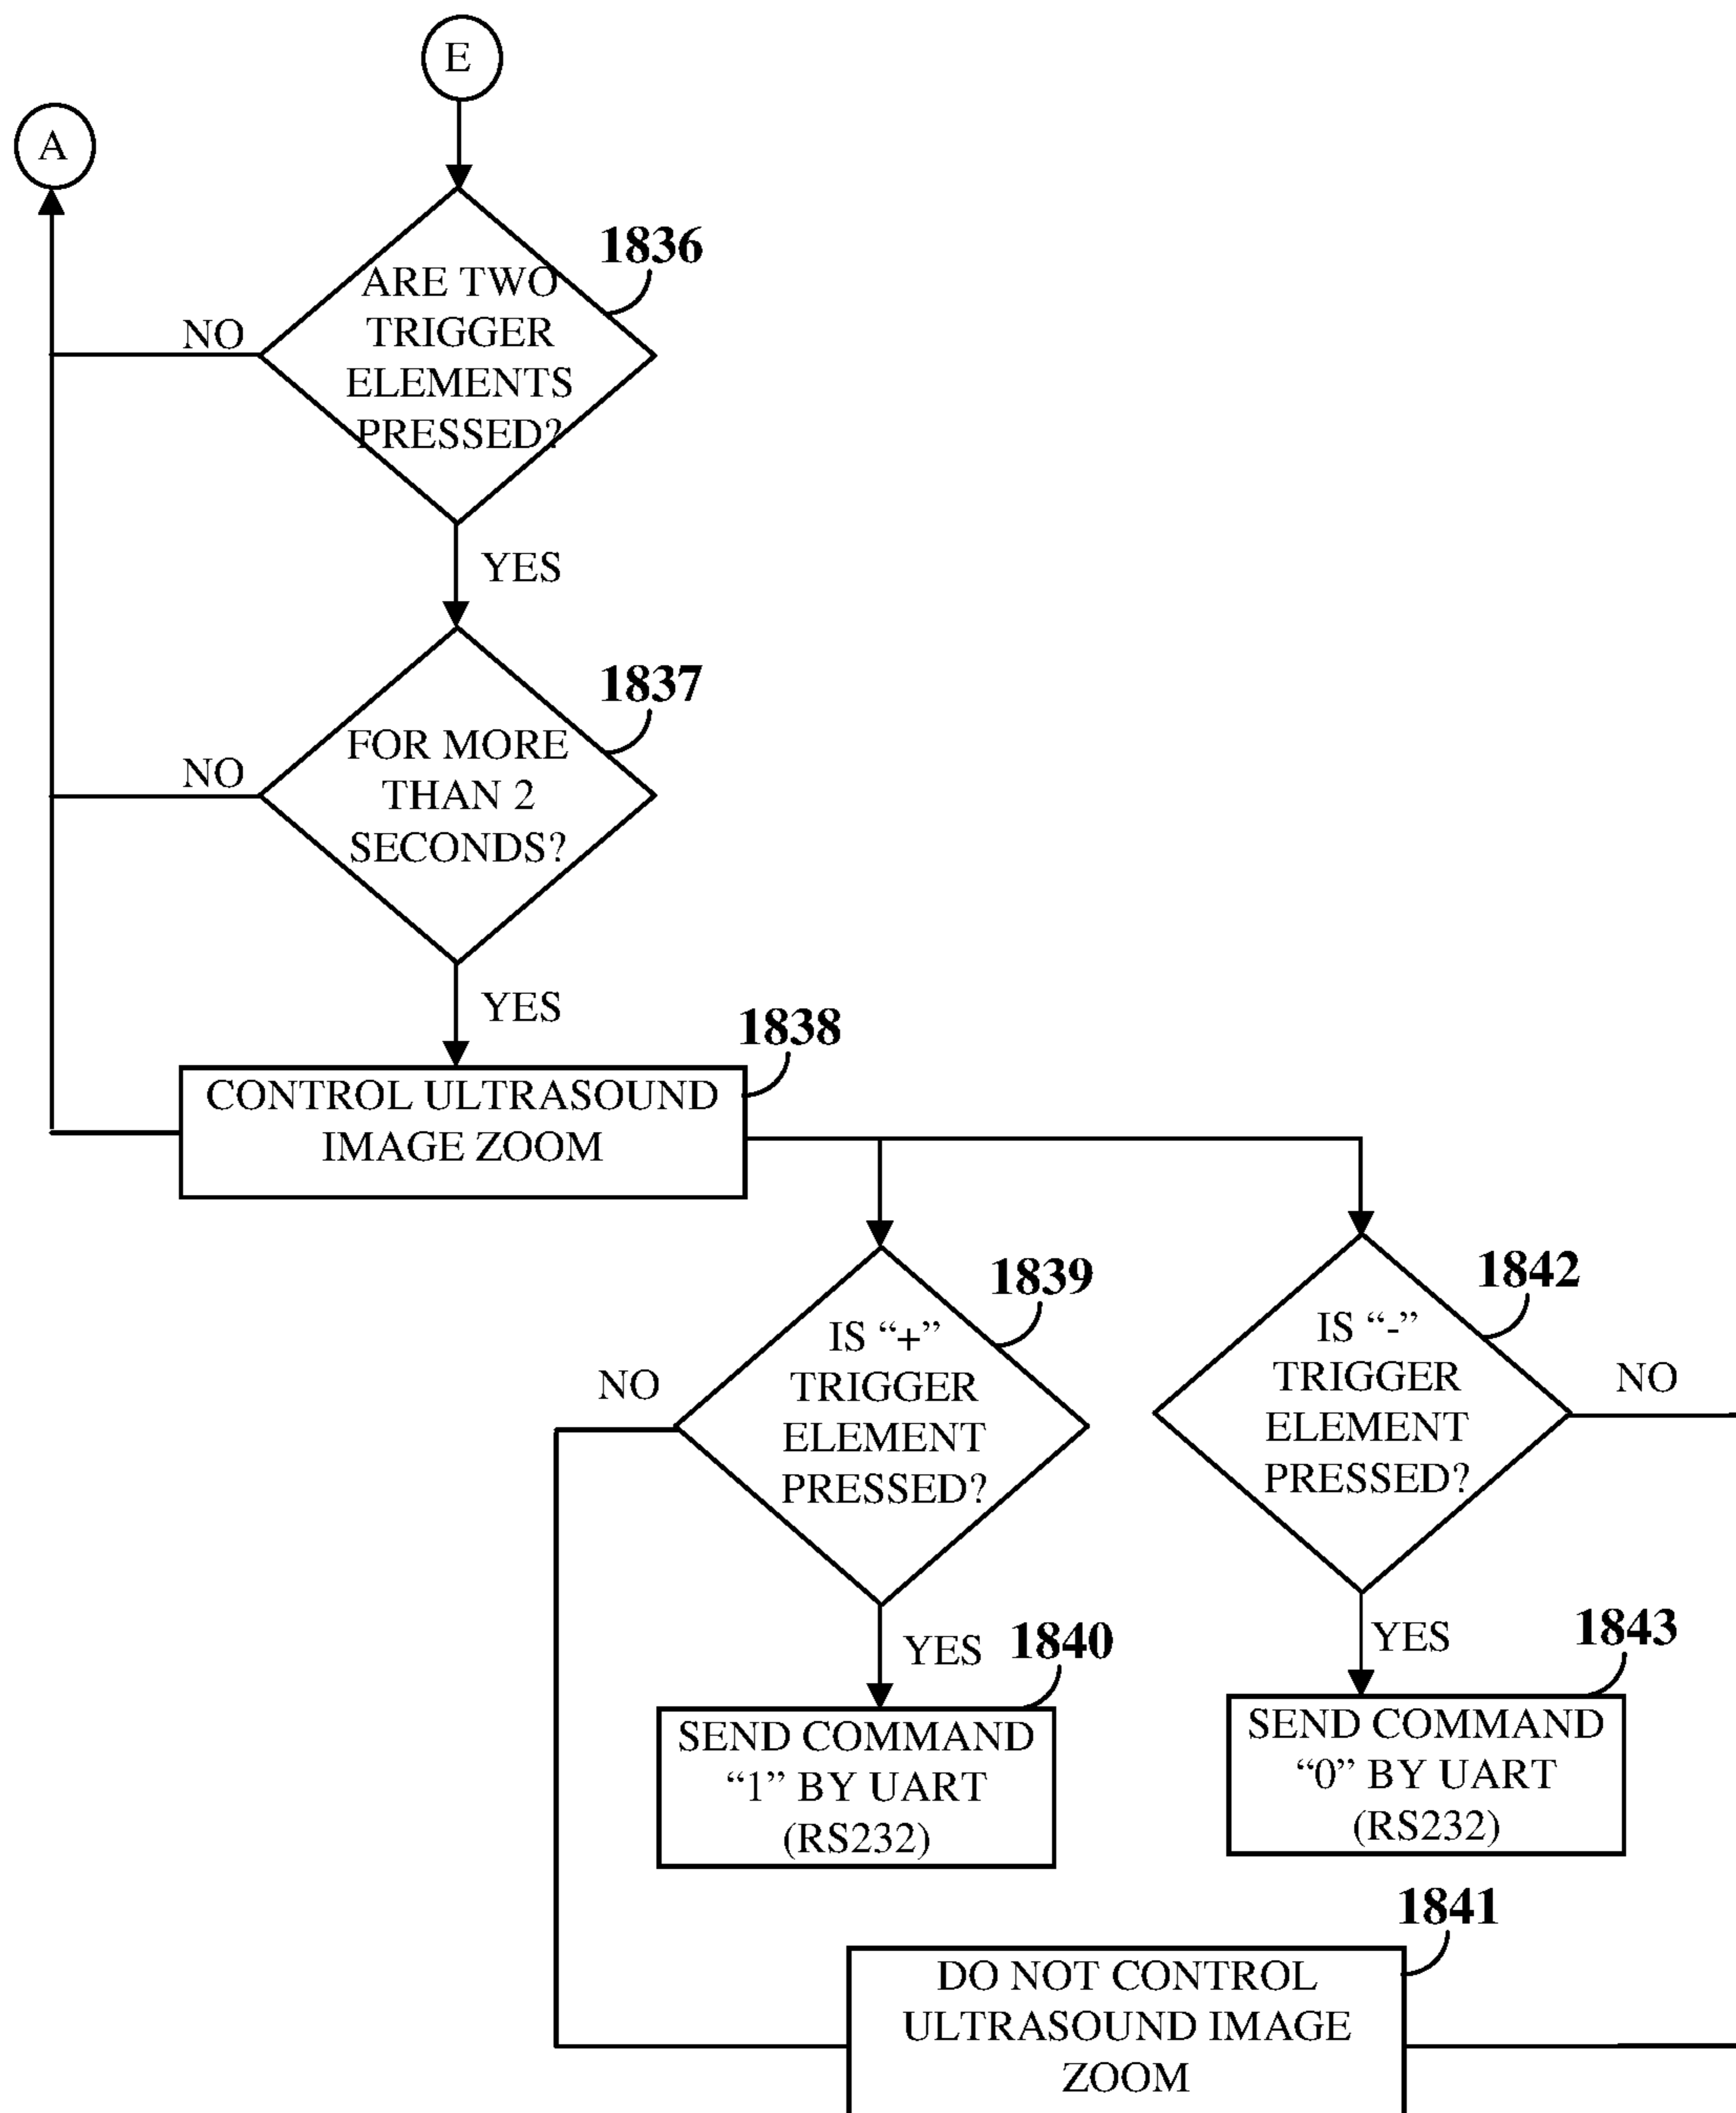 E
A
1836
ARE TWO
TRIGGER
ELEMENTS
PRESSED?
NO
YES
1837
FOR MORE
THAN 2
SECONDS?
NO
YES
1838
CONTROL ULTRASOUND
IMAGE ZOOM
1839
IS “+”
TRIGGER
ELEMENT
PRESSED?
NO
YES
1842
IS “-”
TRIGGER
ELEMENT
PRESSED?
NO
YES
1840
SEND COMMAND
“1” BY UART
(RS232)
1843
SEND COMMAND
“0” BY UART
(RS232)
1841
DO NOT CONTROL
ULTRASOUND IMAGE
ZOOM